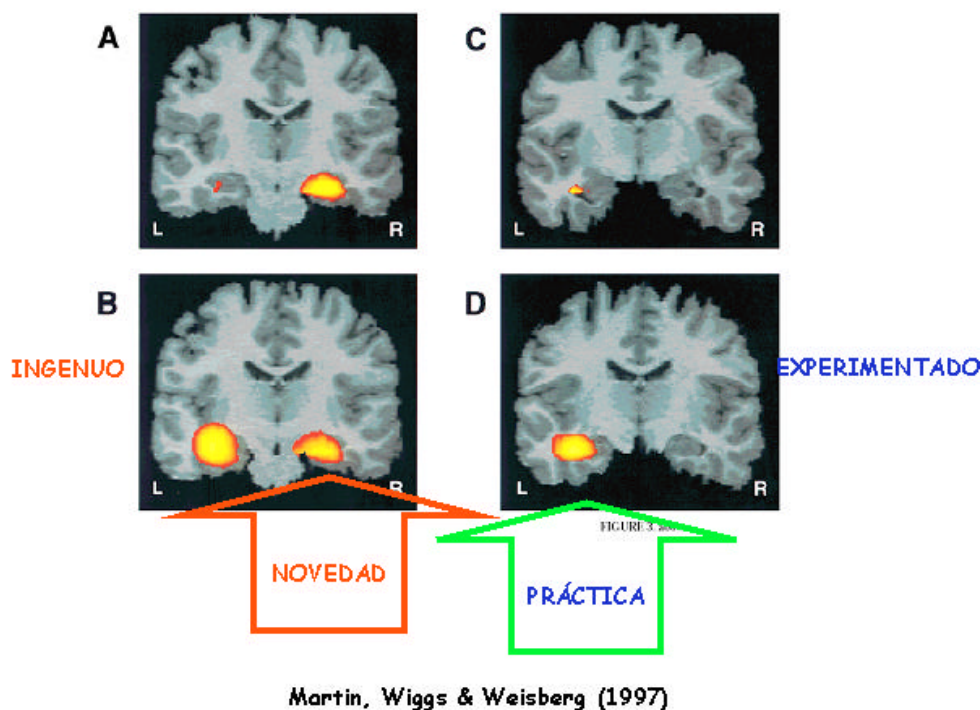 A
C
L
R
L
R
B
D
INGENUO
EXPERIMENTADO
L
R
L
R
FIGURE 3.
NOVEDAD
PRÁCTICA
Martin, Wiggs & Weisberg (1997)